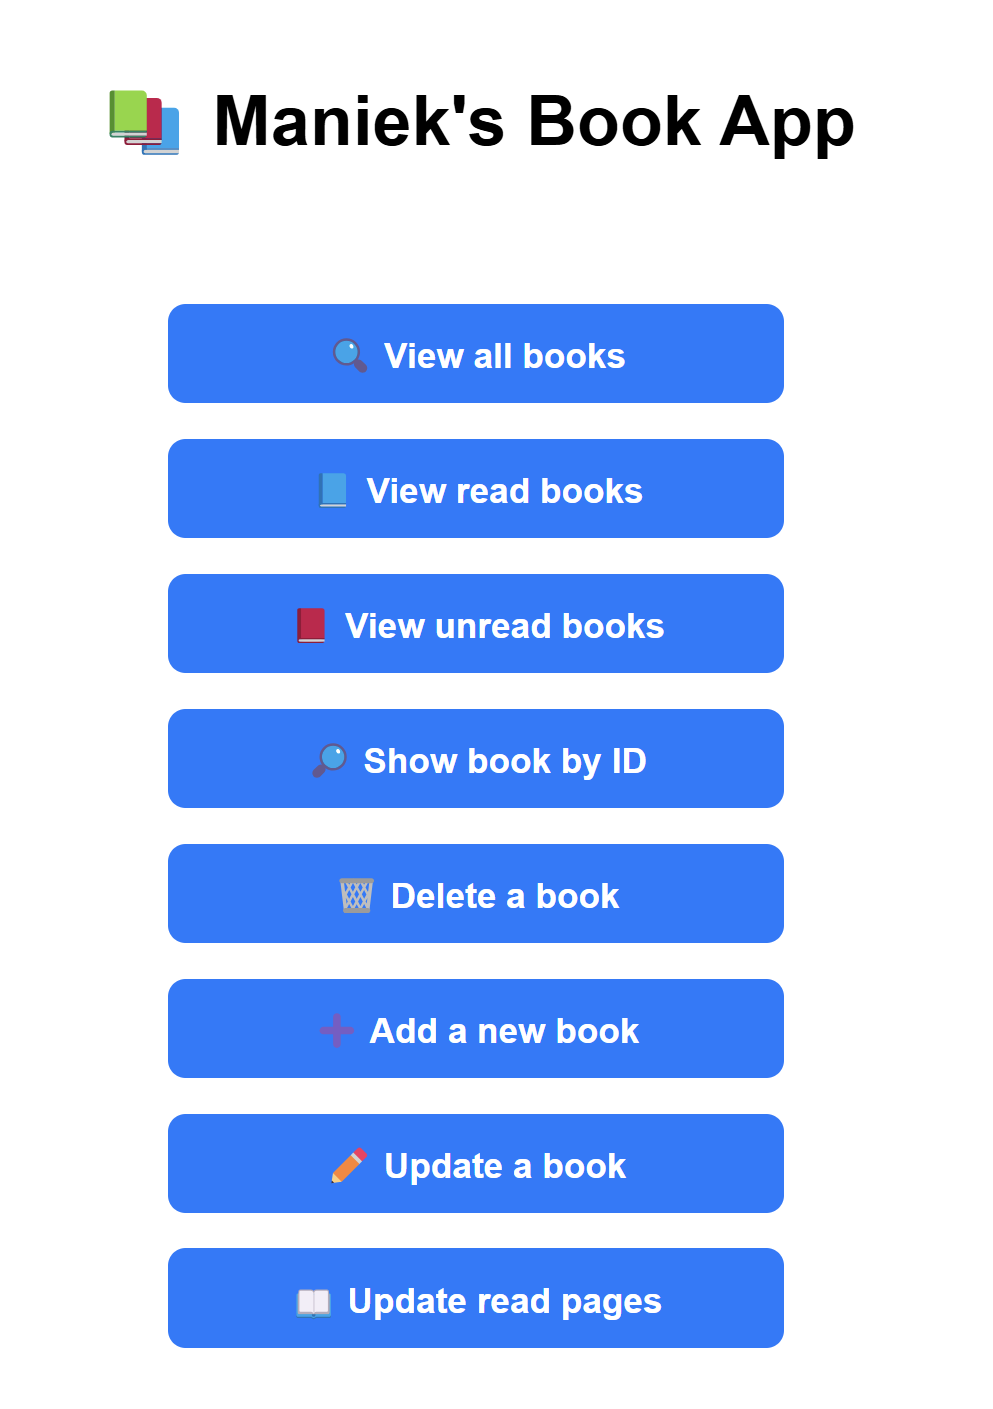 Maniek's Book App
View all books
View read books
View unread books
Show book by ID
Delete a book
Add a new book
Update a book
Update read pages